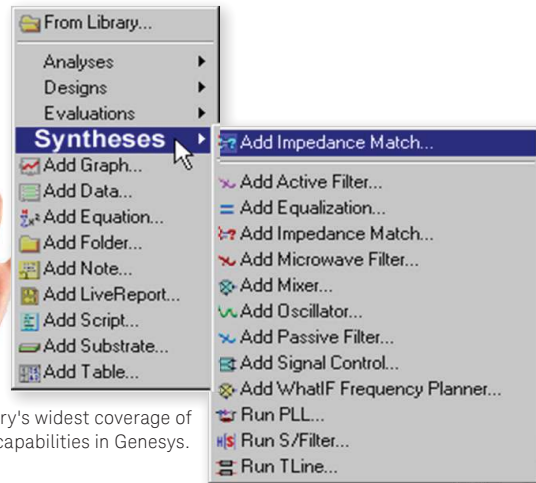 From Library...
Analyses
Designs
Evaluations
Syntheses
Add Graph...
Add Data...
Add Equation...
Add Folder...
Add Note...
Add LiveReport...
Add Script...
Add Substrate...
Add Table...
Add Impedance Match...
Add Active Filter...
Add Equalization...
Add Impedance Match...
Add Microwave Filter...
Add Mixer...
Add Oscillator...
Add Passive Filter...
Add Signal Control...
Add WhatIF Frequency Planner...
Run PLL...
Run S/Filter...
Run TLine...
ry's widest coverage of
capabilities in Genesys.